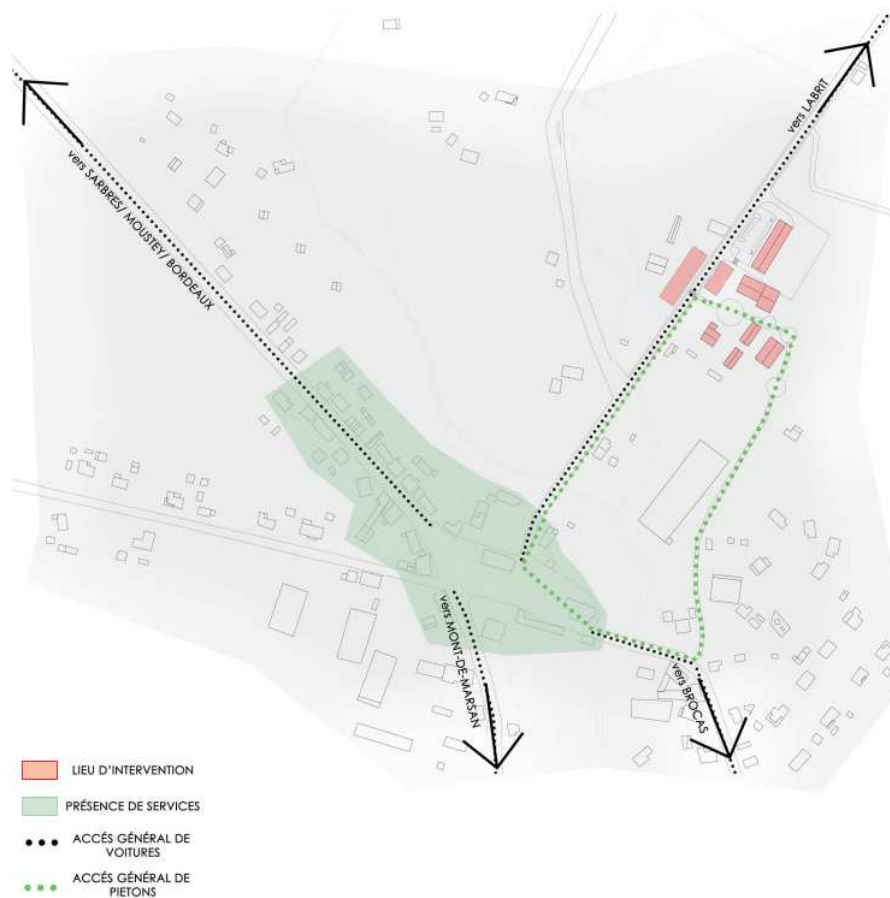 vers LABRIT
vers SARBRES/ MOUSTEY/ BORDEAUX
vers MONT-DE-MARSAN
vers BROCAS
LIEU D'INTERVENTION
PRÉSENCE DE SERVICES
ACCÉS GÉNÉRAL DE
VOITURES
ACCÉS GÉNÉRAL DE
PIETONS